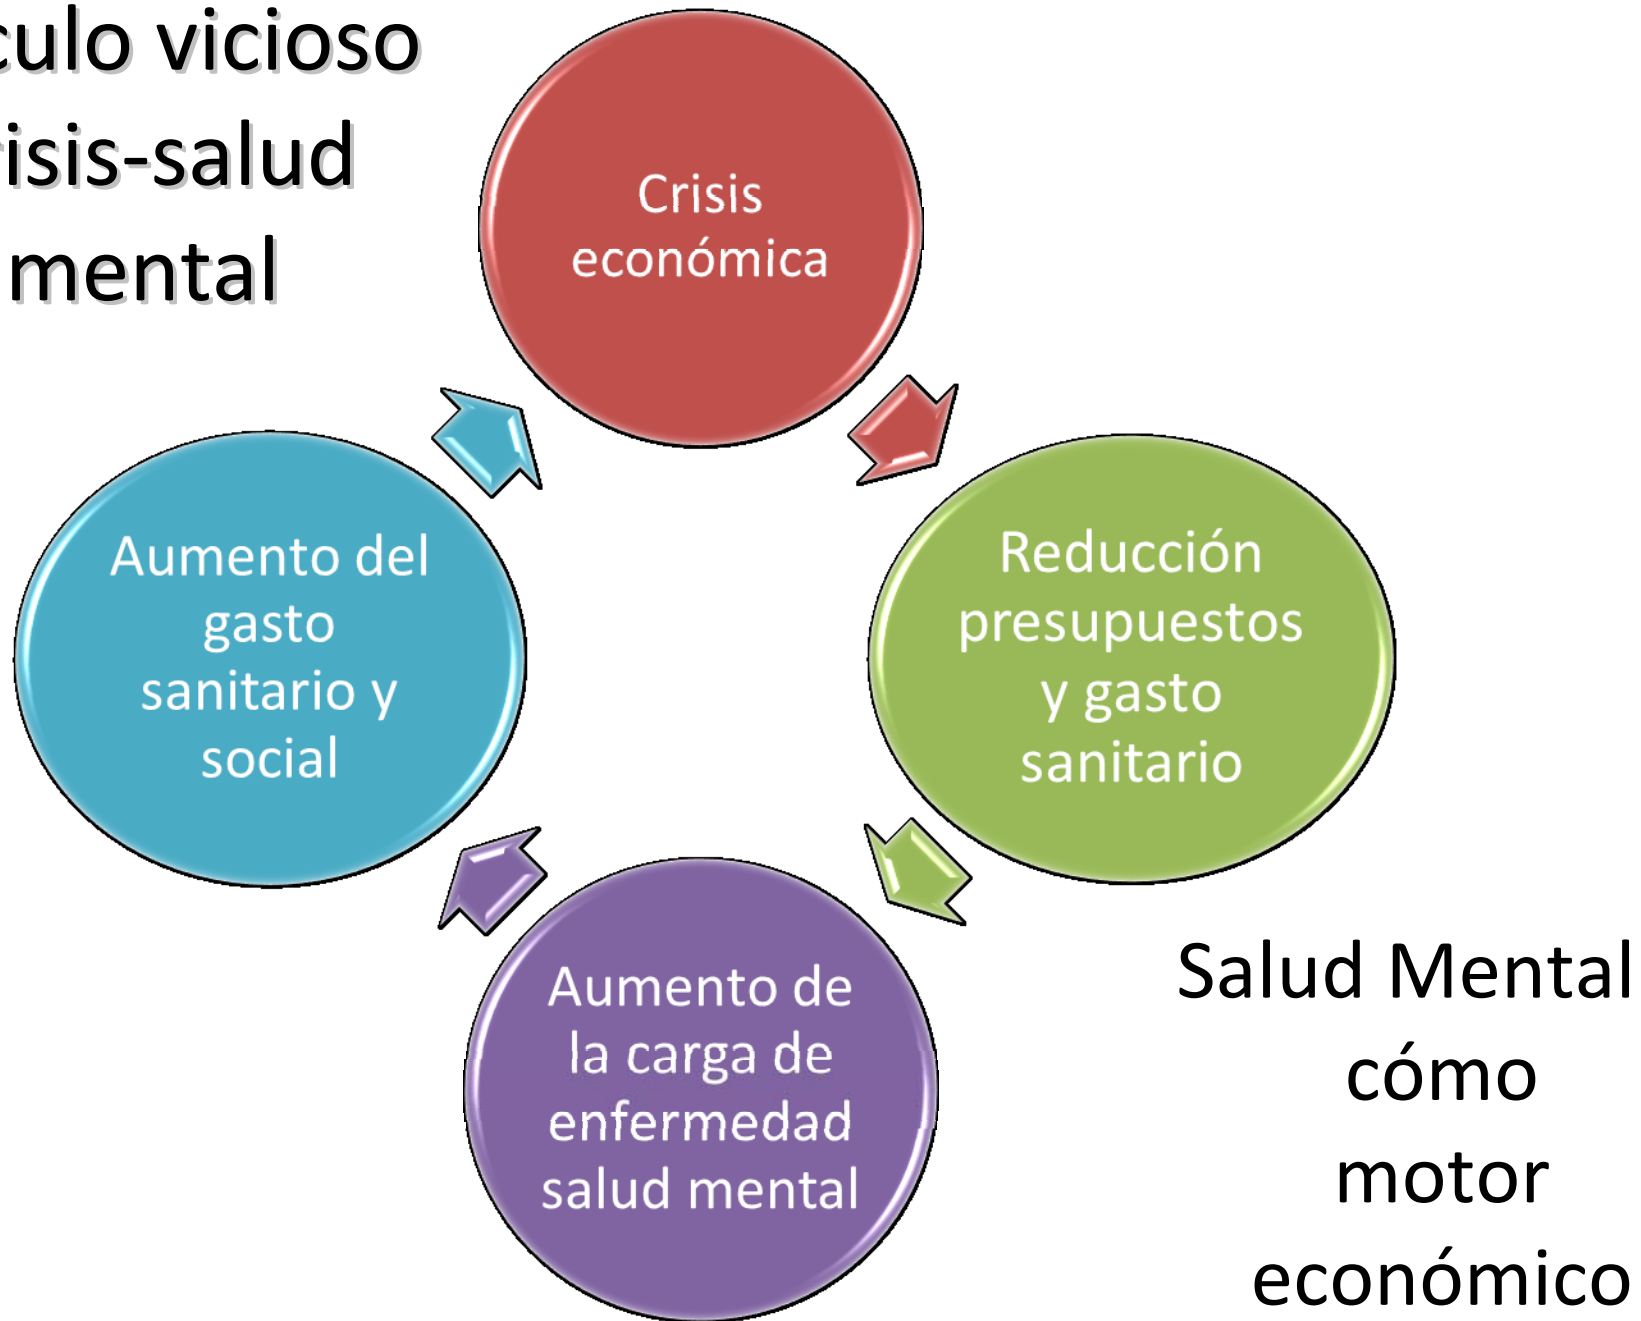 culo vicioso
isis-salud
mental
Crisis
económica
Reducción
presupuestos
y gasto
sanitario
Aumento de
la carga de
enfermedad
salud mental
Aumento del
gasto
sanitario y
social
Salud Mental
cómo
motor
económico